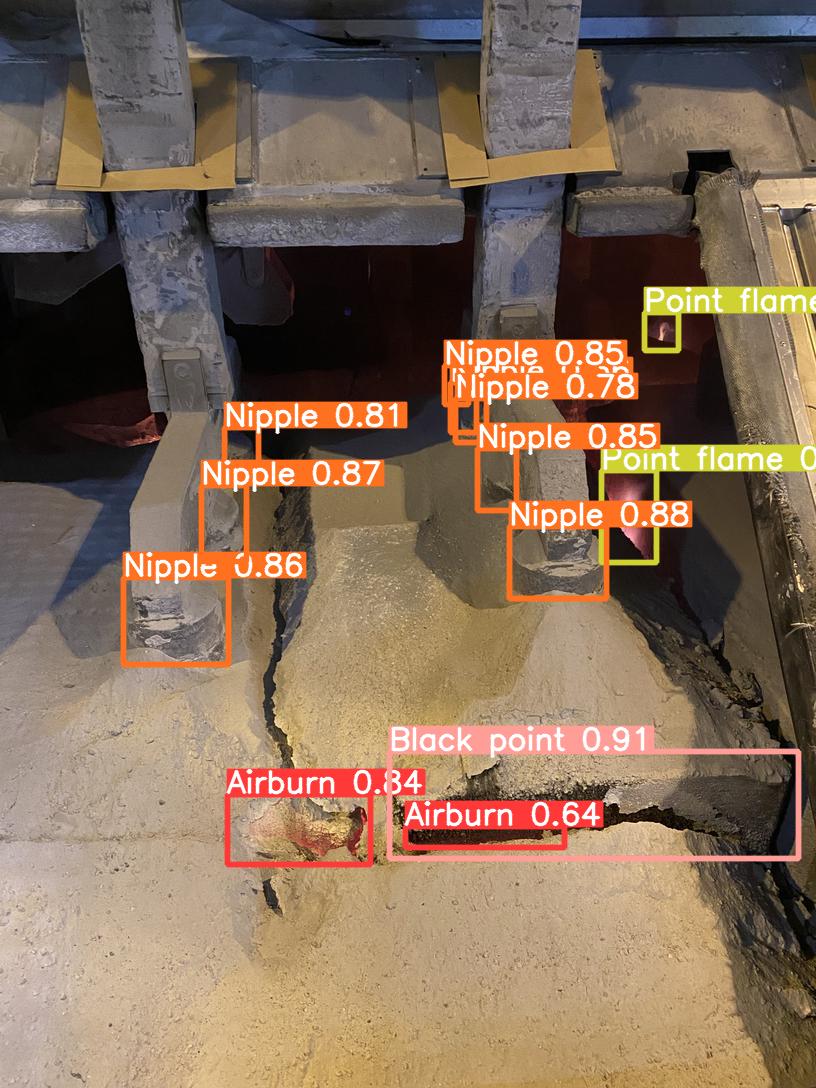 Point flame
Nipple 0.85
Nipple 0.78
Nipple 0.81
Nipple 0.85
Point flame 0
Nipple 0.87
Nipple 0.88
Nipple 0.86
Black point 0.91
Airburn 0.84
Airburn 0.64